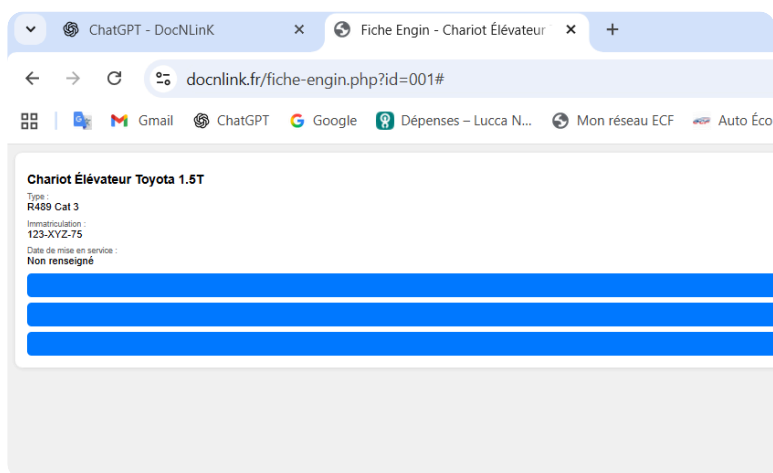 ChatGPT - DocNLinK
Fiche Engin - Chariot Élévateur
docnlink.fr/fiche-engin.php?id=001#
Gmail ChatGPT Google Dépenses – Lucca N... Mon réseau ECF Auto Éco
Chariot Élévateur Toyota 1.5T
Type :
R489 Cat 3
Immatriculation :
123-XYZ-75
Date de mise en service :
Non renseigné